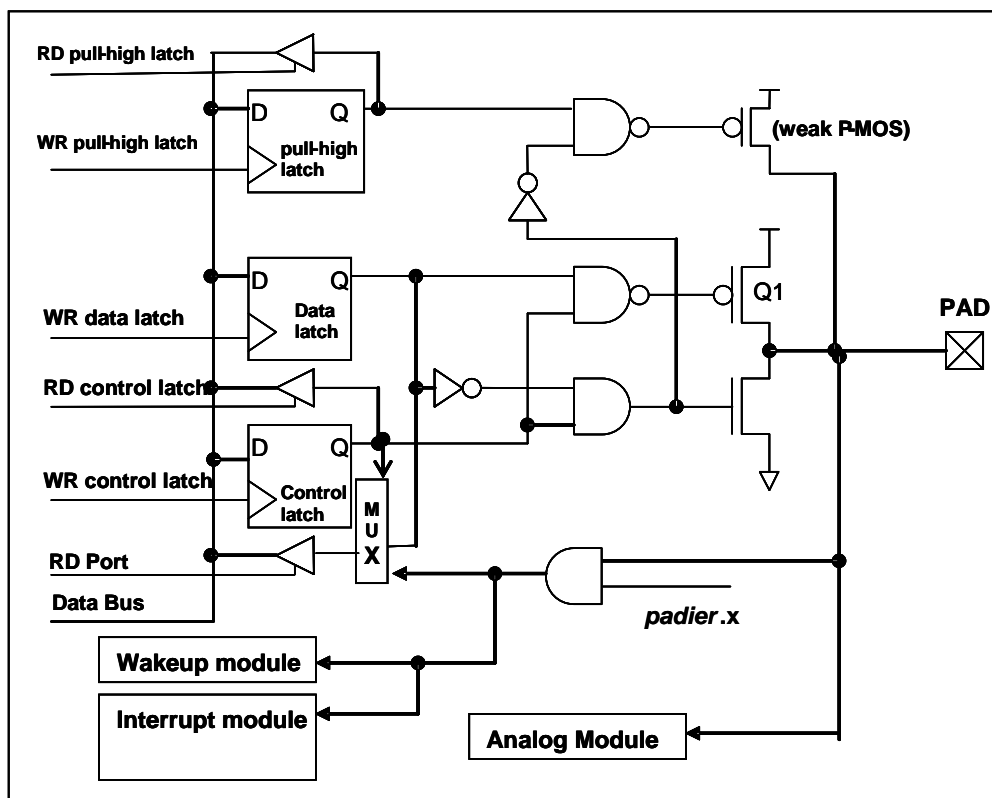 RD pull-high latch
D Q
WR pull-high latch
pull-high
latch
(weak P-MOS)
D Q
Data
latch
WR data latch
Q1
PAD
RD control latch
D Q
WR control latch
Control
latch
M
U
X
RD Port
Data Bus
padier.x
Wakeup module
Interrupt module
Analog Module